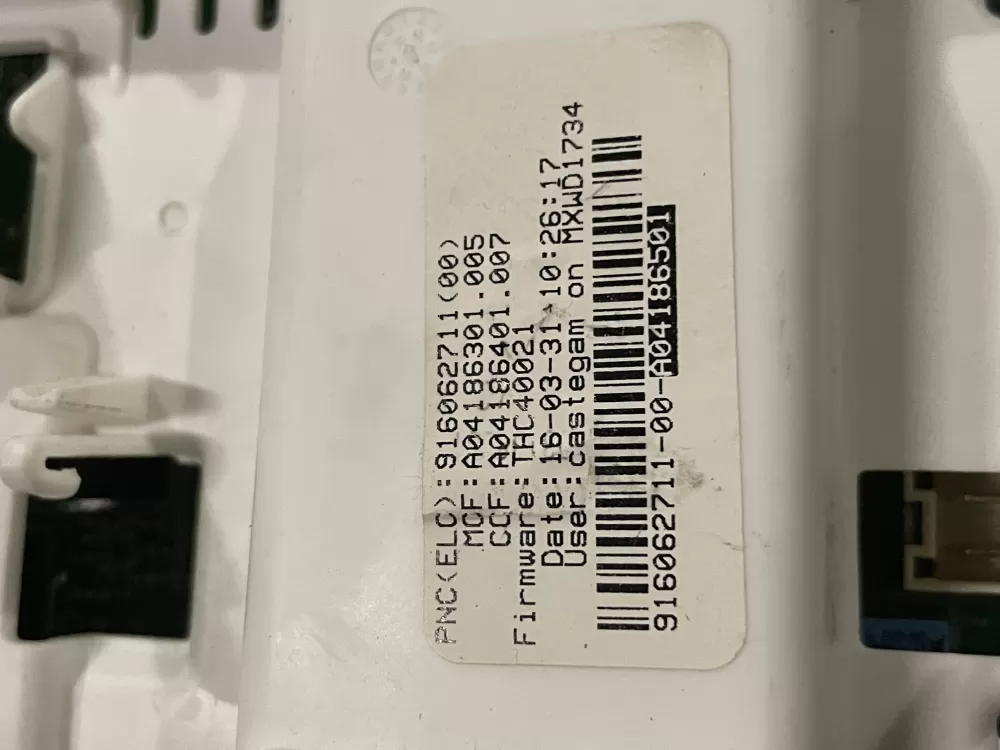 PNC(ELC):916062711(00)
MCF:A04186301.005
CCF:A04186401.007
Firmware:THC40021
Date:16-03-31 10:26:17
User:castegam on MXWD1734
916062711-00-A04186501